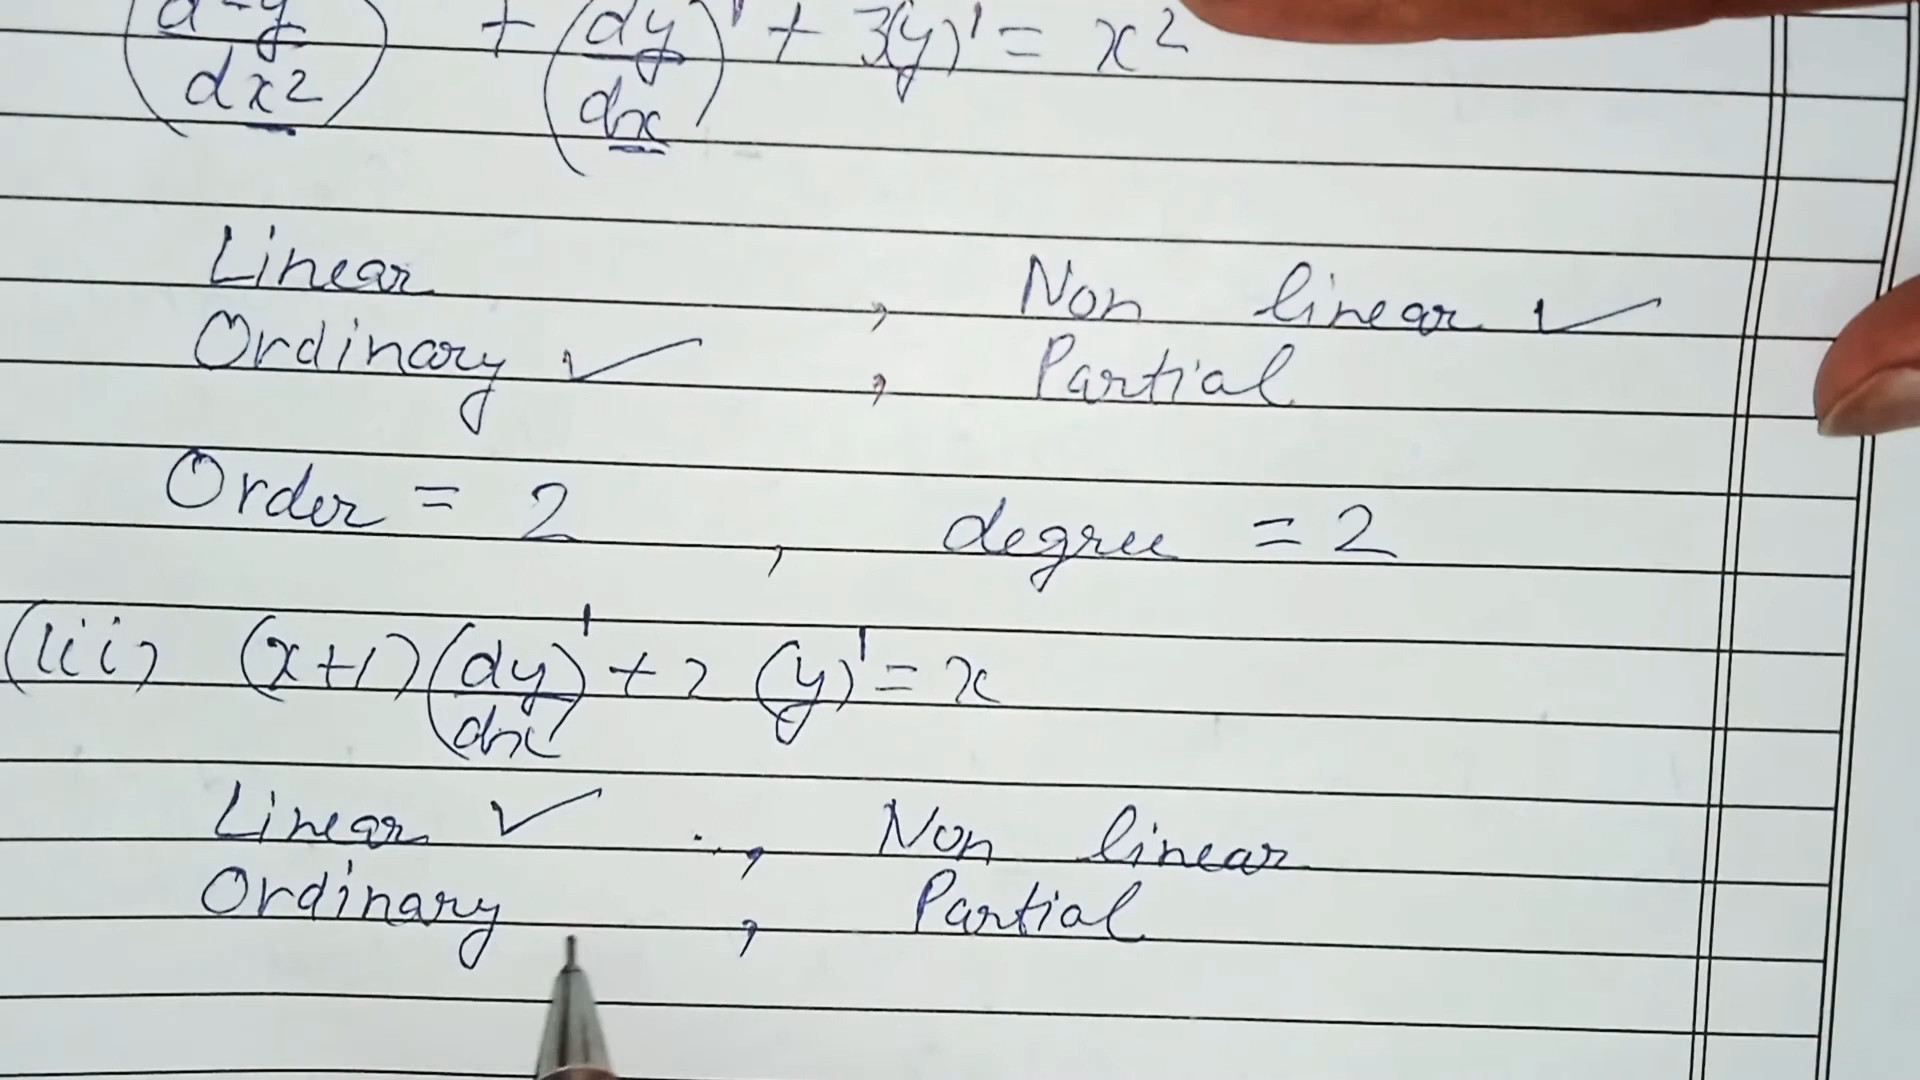 (d²y/dx²) + (dy/dx)¹ + 3(y)¹ = x²
Linear , Non linear ✓
Ordinary ✓ , Partial
Order = 2 , degree = 2
(iii) (x+1)(dy/dx)¹ + 2 (y)¹ = x
Linear ✓ , Non linear
Ordinary , Partial